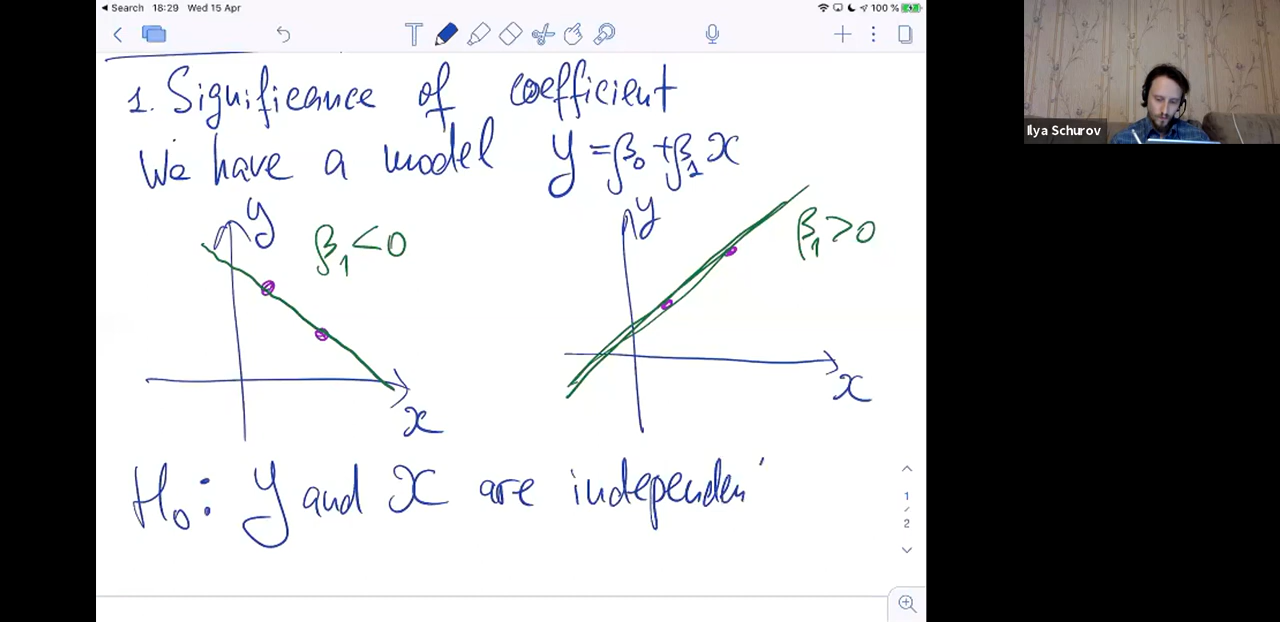 Search 18:29 Wed 15 Apr
100 %
1. Significance of coefficient
We have a model y = β₀ + β₁ x
y
β₁ < 0
x
y
β₁ > 0
x
H₀: y and x are independen
1
/
2
Ilya Schurov